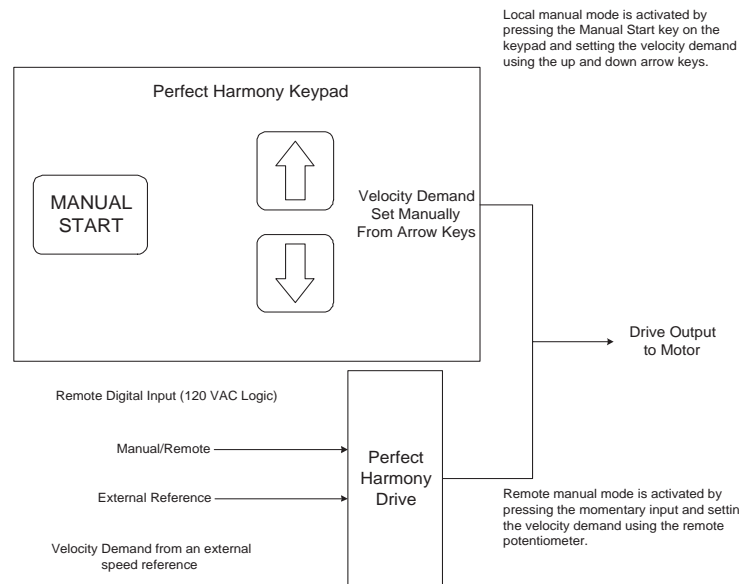 Local manual mode is activated by
pressing the Manual Start key on the
keypad and setting the velocity demand
using the up and down arrow keys.
Perfect Harmony Keypad
MANUAL
START
Velocity Demand
Set Manually
From Arrow Keys
Drive Output
to Motor
Remote Digital Input (120 VAC Logic)
Manual/Remote
External Reference
Perfect
Harmony
Drive
Velocity Demand from an external
speed reference
Remote manual mode is activated by
pressing the momentary input and settin
the velocity demand using the remote
potentiometer.